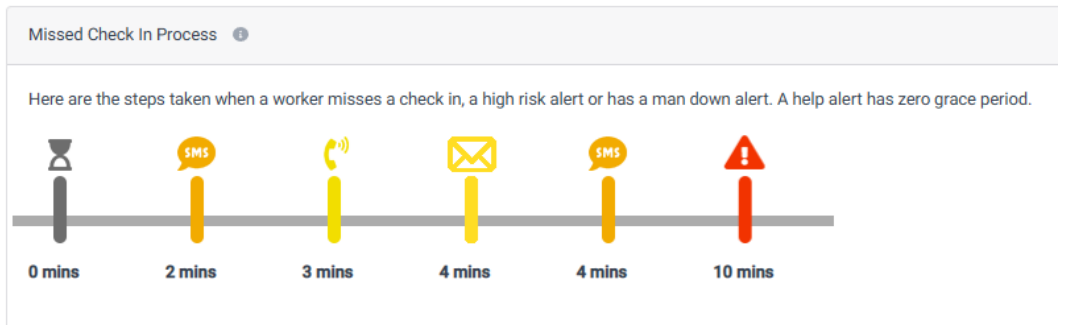 Missed Check In Process
Here are the steps taken when a worker misses a check in, a high risk alert or has a man down alert. A help alert has zero grace period.
SMS SMS
0 mins 2 mins 3 mins 4 mins 4 mins 10 mins